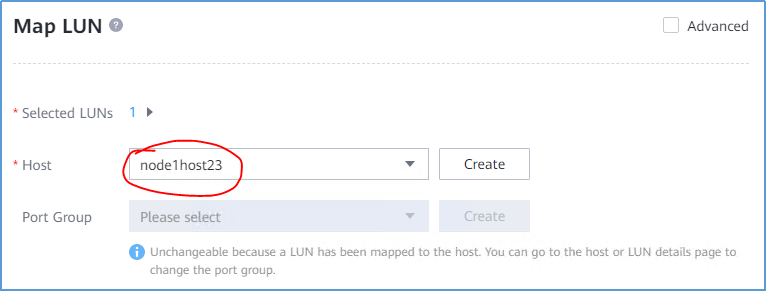 Map LUN ?
Advanced
* Selected LUNs 1
* Host node1host23 Create
Port Group Please select Create
Unchangeable because a LUN has been mapped to the host. You can go to the host or LUN details page to
change the port group.